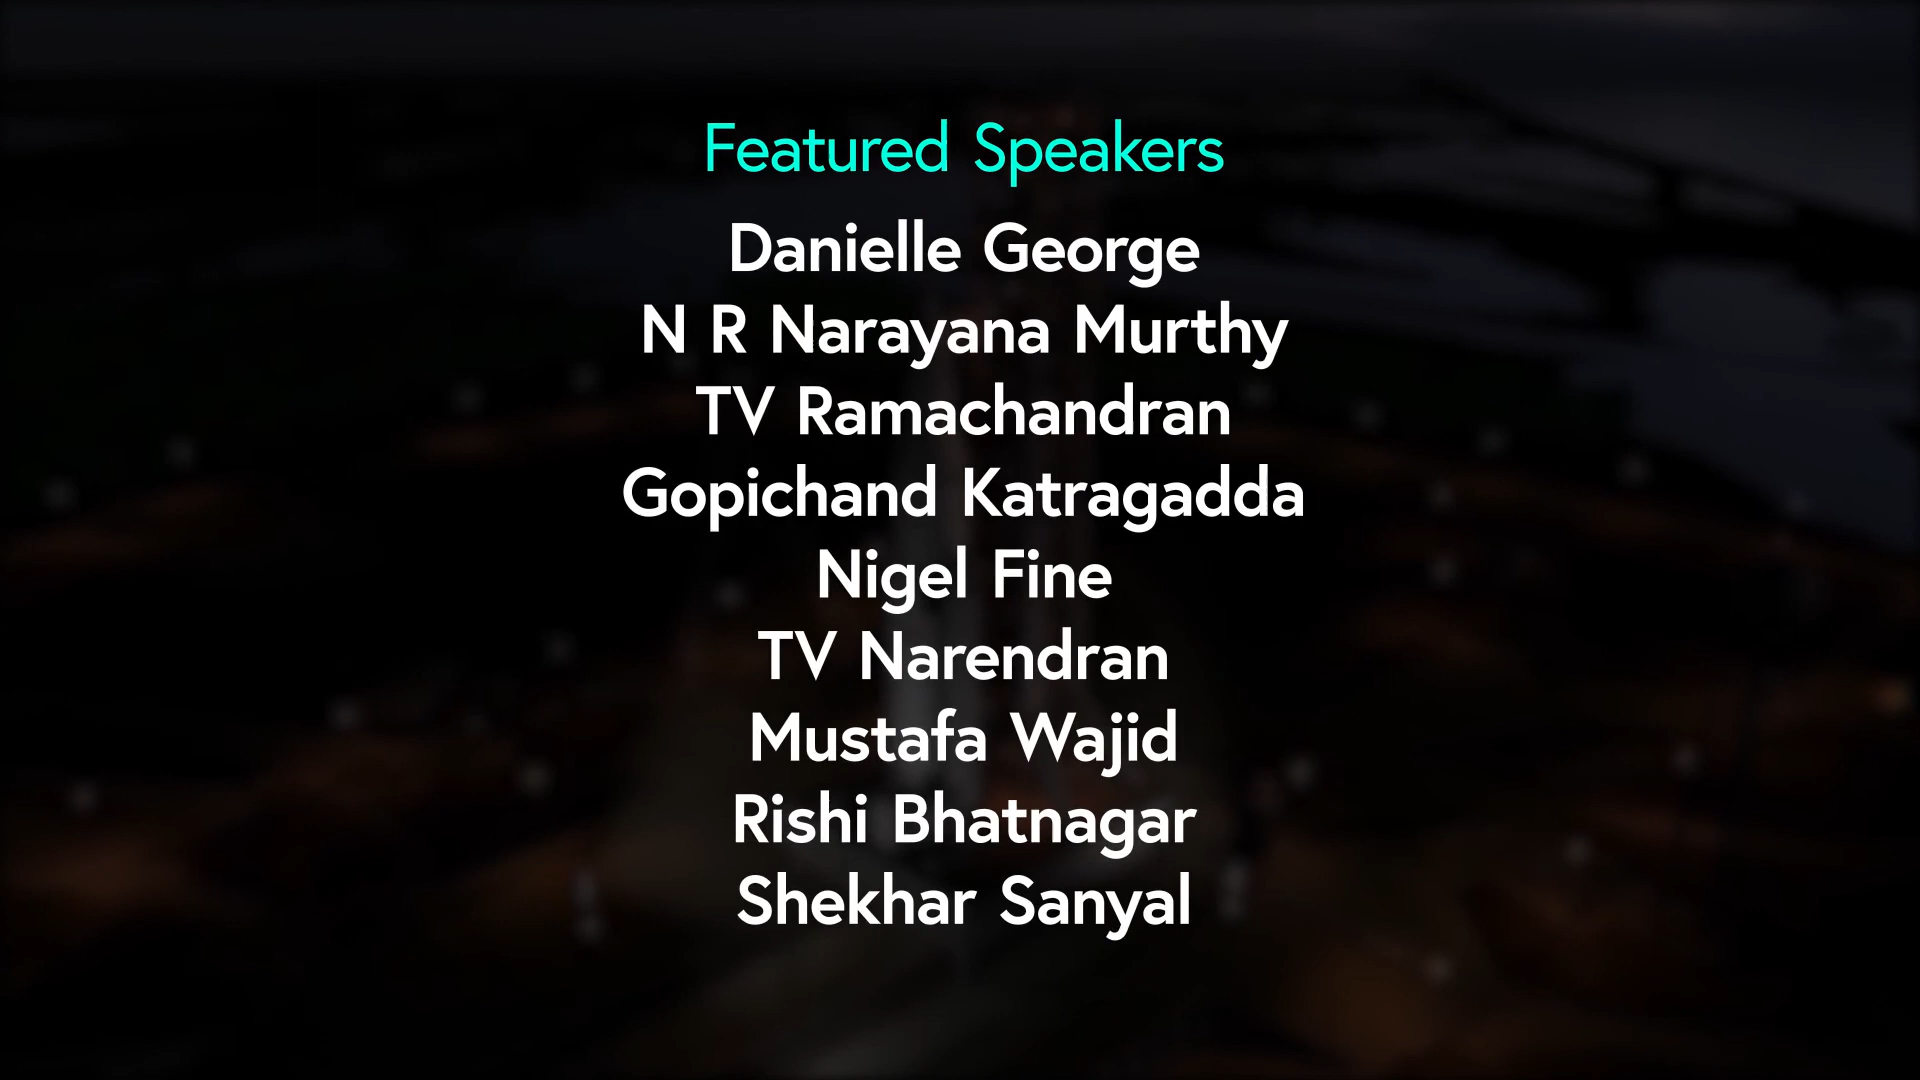 Featured Speakers
Danielle George
N R Narayana Murthy
TV Ramachandran
Gopichand Katragadda
Nigel Fine
TV Narendran
Mustafa Wajid
Rishi Bhatnagar
Shekhar Sanyal